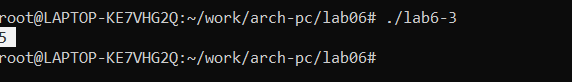 root@LAPTOP-KE7VHG2Q:~/work/arch-pc/lab06# ./lab6-3
5
root@LAPTOP-KE7VHG2Q:~/work/arch-pc/lab06#